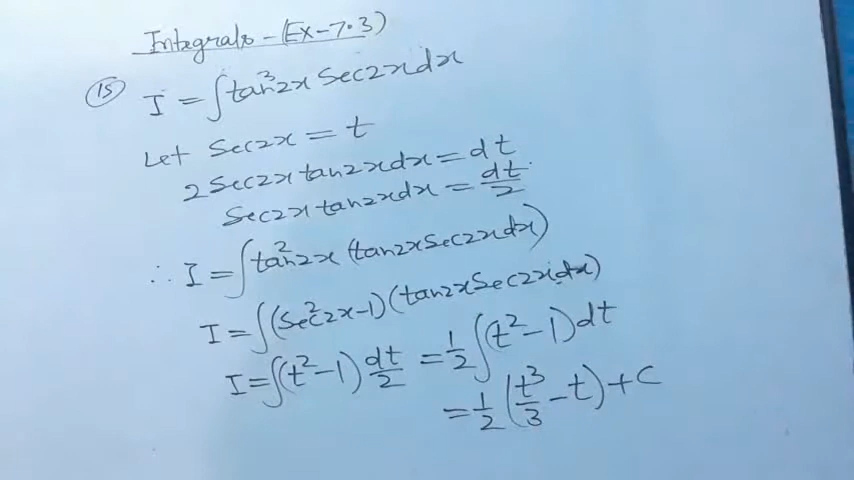 Integrals - (Ex-7.3)
(15) I = ∫tan³2x Sec2x dx
Let Sec2x = t
2 Sec2x tan2x dx = dt
Sec2x tan2x dx = dt/2
∴ I = ∫tan²2x (tan2x Sec2x dx)
I = ∫(Sec²2x-1)(tan2x Sec2x dx)
I = ∫(t²-1) dt/2 = 1/2 ∫(t²-1)dt
= 1/2 (t³/3 - t) + C